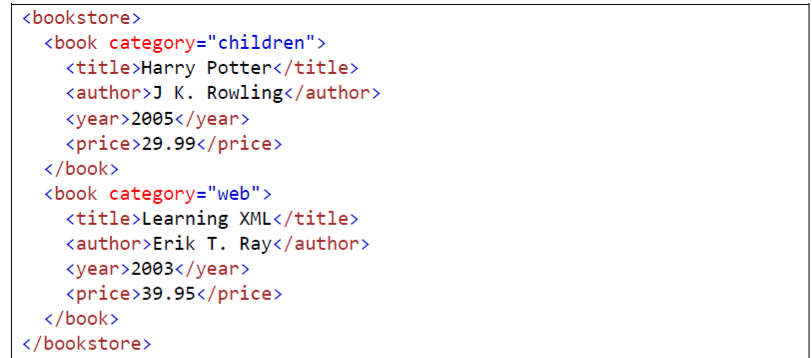 <bookstore>
<book category="children">
<title>Harry Potter</title>
<author>J K. Rowling</author>
<year>2005</year>
<price>29.99</price>
</book>
<book category="web">
<title>Learning XML</title>
<author>Erik T. Ray</author>
<year>2003</year>
<price>39.95</price>
</book>
</bookstore>